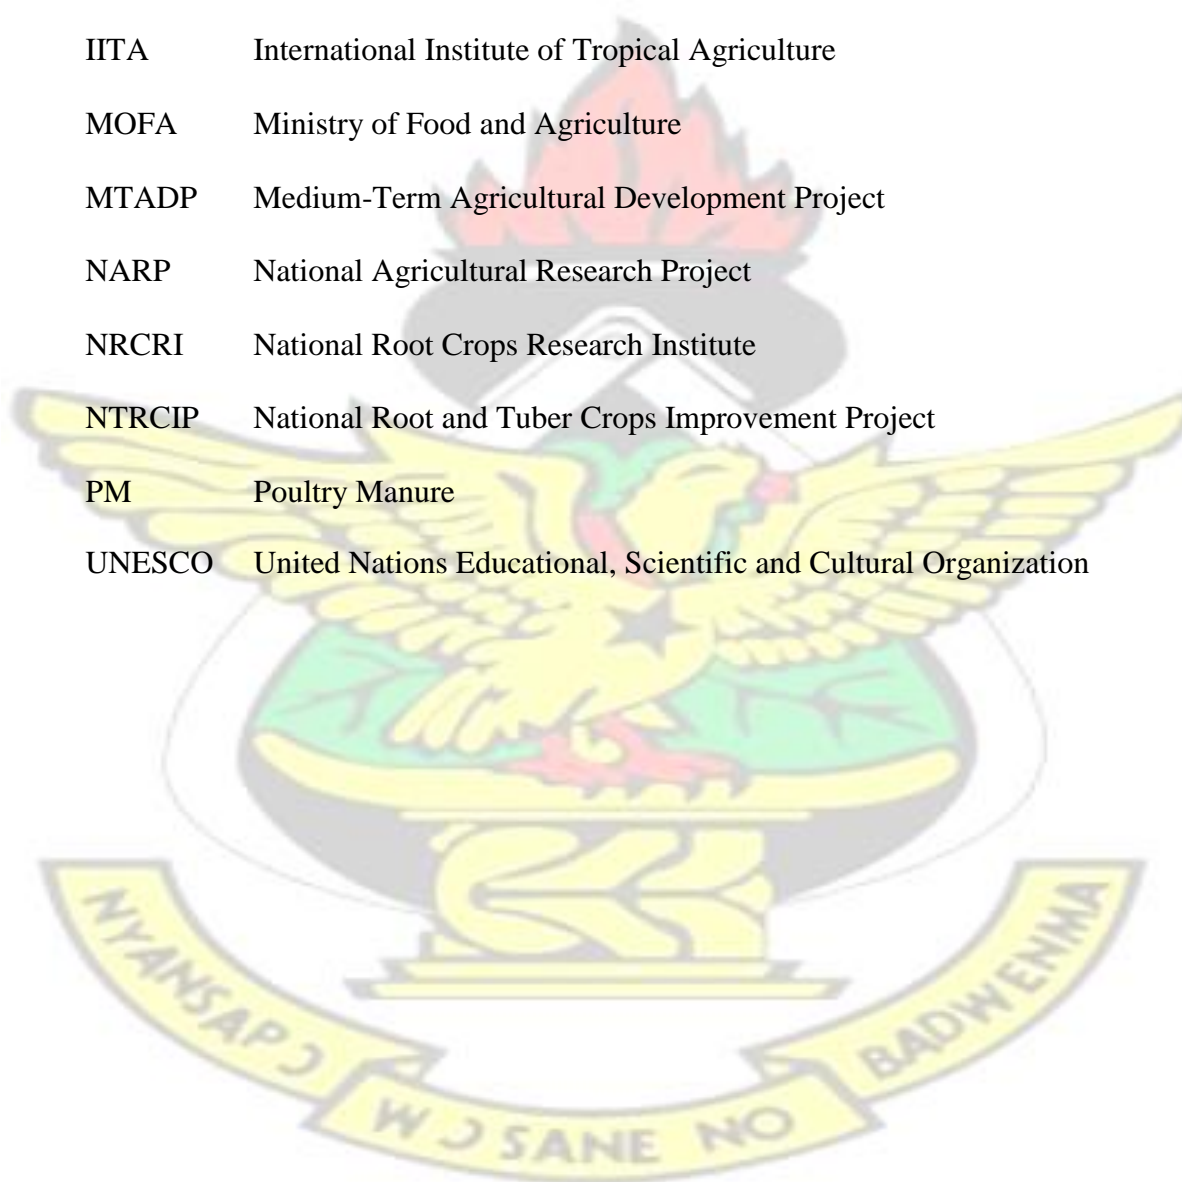 IITA International Institute of Tropical Agriculture
MOFA Ministry of Food and Agriculture
MTADP Medium-Term Agricultural Development Project
NARP National Agricultural Research Project
NRCRI National Root Crops Research Institute
NTRCIP National Root and Tuber Crops Improvement Project
PM Poultry Manure
UNESCO United Nations Educational, Scientific and Cultural Organization
NYANSAPƆ
WƆSANE NO
BADWENMA